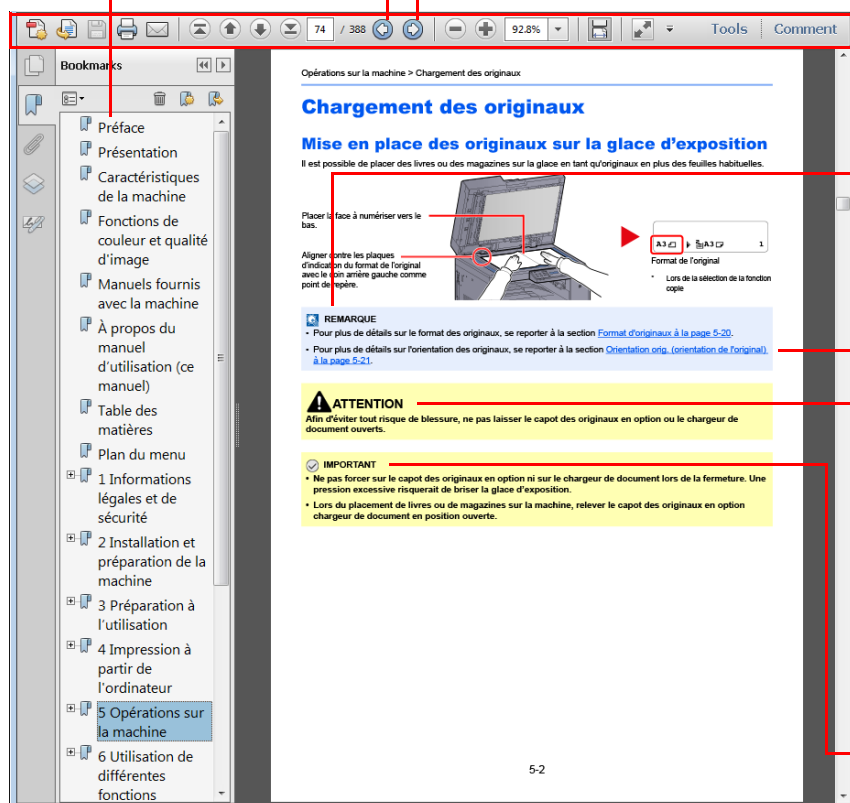 74 / 388 92.8% Tools Comment
Bookmarks
Préface
Présentation
Caractéristiques
de la machine
Fonctions de
couleur et qualité
d'image
Manuels fournis
avec la machine
À propos du
manuel
d'utilisation (ce
manuel)
Table des
matières
Plan du menu
1 Informations
légales et de
sécurité
2 Installation et
préparation de la
machine
3 Préparation à
l'utilisation
4 Impression à
partir de
l'ordinateur
5 Opérations sur
la machine
6 Utilisation de
différentes
fonctions
Opérations sur la machine > Chargement des originaux
Chargement des originaux
Mise en place des originaux sur la glace d'exposition
Il est possible de placer des livres ou des magazines sur la glace en tant qu'originaux en plus des feuilles habituelles.
Placer la face à numériser vers le
bas.
Aligner contre les plaques
d'indication du format de l'original
avec le coin arrière gauche comme
point de repère.
A3 A3 1
Format de l'original
* Lors de la sélection de la fonction
copie
REMARQUE
• Pour plus de détails sur le format des originaux, se reporter à la section Format d'originaux à la page 5-20.
• Pour plus de détails sur l'orientation des originaux, se reporter à la section Orientation orig. (orientation de l'original)
à la page 5-21.
ATTENTION
Afin d'éviter tout risque de blessure, ne pas laisser le capot des originaux en option ou le chargeur de
document ouverts.
IMPORTANT
• Ne pas forcer sur le capot des originaux en option ni sur le chargeur de document lors de la fermeture. Une
pression excessive risquerait de briser la glace d'exposition.
• Lors du placement de livres ou de magazines sur la machine, relever le capot des originaux en option
chargeur de document en position ouverte.
5-2